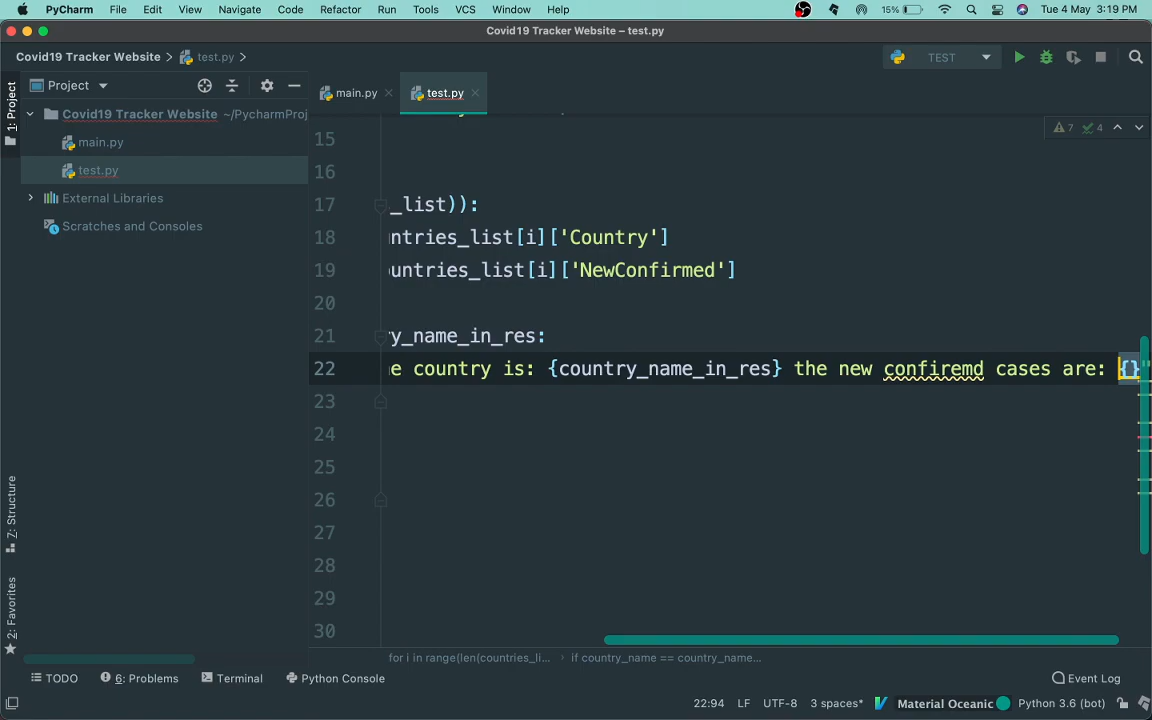 PyCharm File Edit View Navigate Code Refactor Run Tools VCS Window Help 15% Tue 4 May 3:19 PM
Covid19 Tracker Website – test.py
Covid19 Tracker Website test.py TEST
1: Project
Project
main.py
test.py
Covid19 Tracker Website ~/PycharmProj
main.py
test.py
External Libraries
Scratches and Consoles
7 4
15
16
17 _list)):
18 ntries_list[i]['Country']
19 ountries_list[i]['NewConfirmed']
20
21 ry_name_in_res:
22 e country is: {country_name_in_res} the new confiremd cases are: {}"
23
24
25
26
27
28
29
30
Z: Structure
2: Favorites
for i in range(len(countries_li... if country_name == country_name...
TODO 6: Problems Terminal Python Console Event Log
22:94 LF UTF-8 3 spaces* Material Oceanic Python 3.6 (bot)